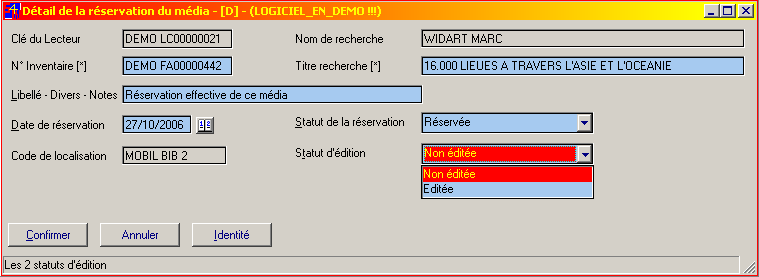 Détail de la réservation du média - [D] - (LOGICIEL_EN_DEMO !!!)
Clé du Lecteur DEMO LC00000021 Nom de recherche WIDART MARC
N° Inventaire [*] DEMO FA00000442 Titre recherche [*] 16.000 LIEUES A TRAVERS L'ASIE ET L'OCEANIE
Libellé - Divers - Notes Réservation effective de ce média
Date de réservation 27/10/2006 Statut de la réservation Réservée
Code de localisation MOBIL BIB 2 Statut d'édition Non éditée
Non éditée
Editée
Confirmer Annuler Identité
Les 2 statuts d'édition